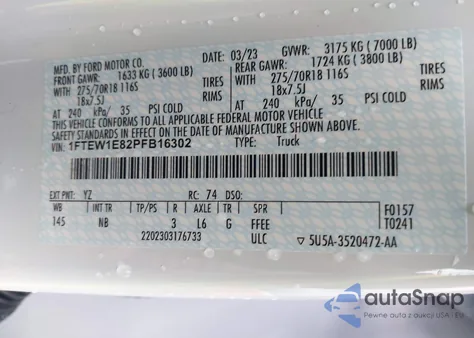 MFD. BY FORD MOTOR CO. DATE: 03/23 GVWR: 3175 KG (7000 LB)
FRONT GAWR: 1633 KG (3600 LB) REAR GAWR: 1724 KG (3800 LB)
WITH 275/70R18 116S TIRES WITH 275/70R18 116S TIRES
18x7.5J RIMS 18x7.5J RIMS
AT 240 kPa/ 35 PSI COLD AT 240 kPa/ 35 PSI COLD
THIS VEHICLE CONFORMS TO ALL APPLICABLE FEDERAL MOTOR VEHICLE
SAFETY STANDARDS IN EFFECT ON THE DATE OF MANUFACTURE SHOWN ABOVE.
VIN: 1FTEW1E82PFB16302 TYPE: Truck
EXT PNT: YZ RC: 74 DSO:
WB INT TR R AXLE TR SPR F0157
145 NB 3 L6 G FFEE T0241
2202303176733 ULC ▽5U5A-3520472-AA
autoSnap
Pewne auta z USA i EU